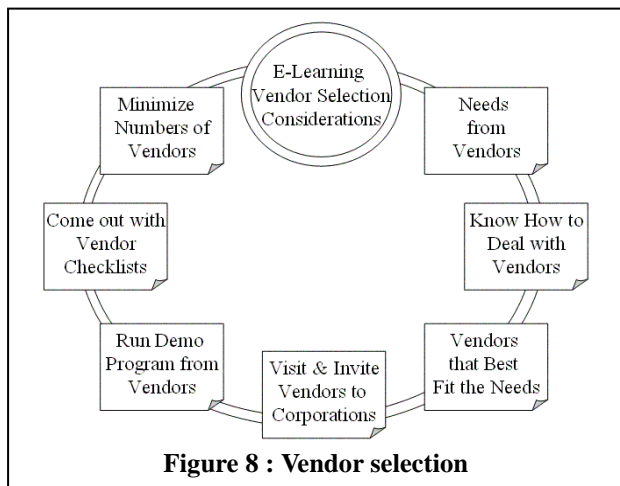 E-Learning
Vendor Selection
Considerations
Needs
from
Vendors
Know How to
Deal with
Vendors
Vendors
that Best
Fit the Needs
Visit & Invite
Vendors to
Corporations
Run Demo
Program from
Vendors
Come out with
Vendor
Checklists
Minimize
Numbers of
Vendors
Figure 8 : Vendor selection